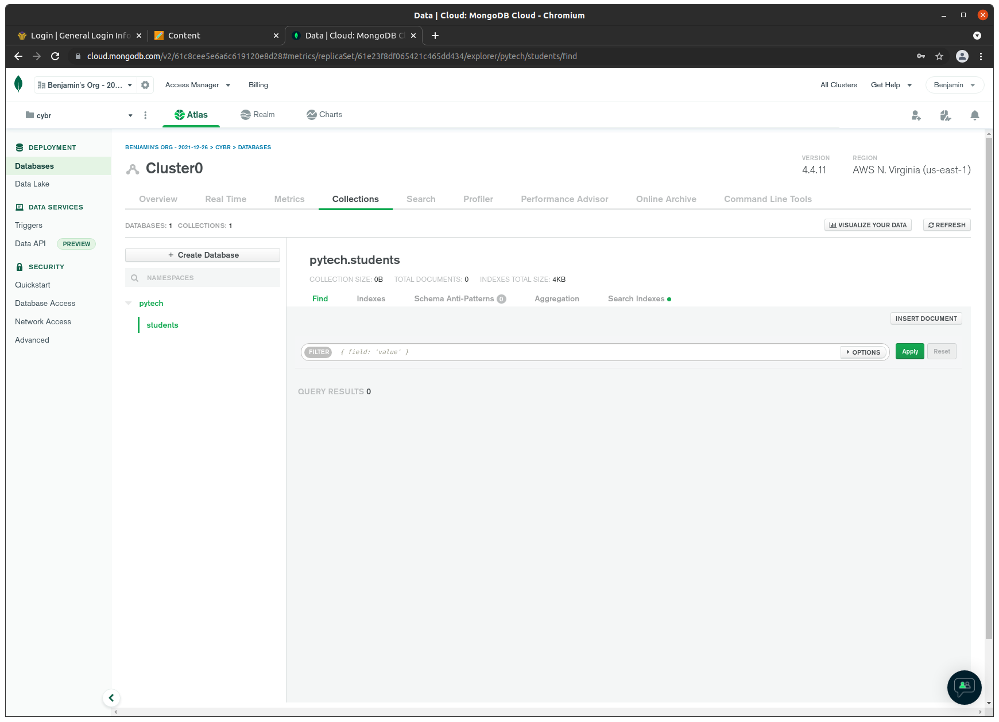 Data | Cloud: MongoDB Cloud - Chromium
Login | General Login Info
Content
Data | Cloud: MongoDB Cl
cloud.mongodb.com/v2/61c8cee5e6a6c619120e8d28#metrics/replicaSet/61e23f8df065421c465dd434/explorer/pytech/students/find
Benjamin's Org - 20...
Access Manager
Billing
All Clusters
Get Help
Benjamin
cybr
Atlas
Realm
Charts
DEPLOYMENT
Databases
Data Lake
DATA SERVICES
Triggers
Data API PREVIEW
SECURITY
Quickstart
Database Access
Network Access
Advanced
BENJAMIN'S ORG - 2021-12-26 > CYBR > DATABASES
Cluster0
VERSION
4.4.11
REGION
AWS N. Virginia (us-east-1)
Overview Real Time Metrics Collections Search Profiler Performance Advisor Online Archive Command Line Tools
DATABASES: 1 COLLECTIONS: 1
VISUALIZE YOUR DATA
REFRESH
+ Create Database
NAMESPACES
pytech
students
pytech.students
COLLECTION SIZE: 0B TOTAL DOCUMENTS: 0 INDEXES TOTAL SIZE: 4KB
Find Indexes Schema Anti-Patterns 0 Aggregation Search Indexes
INSERT DOCUMENT
FILTER { field: 'value' } OPTIONS Apply Reset
QUERY RESULTS 0